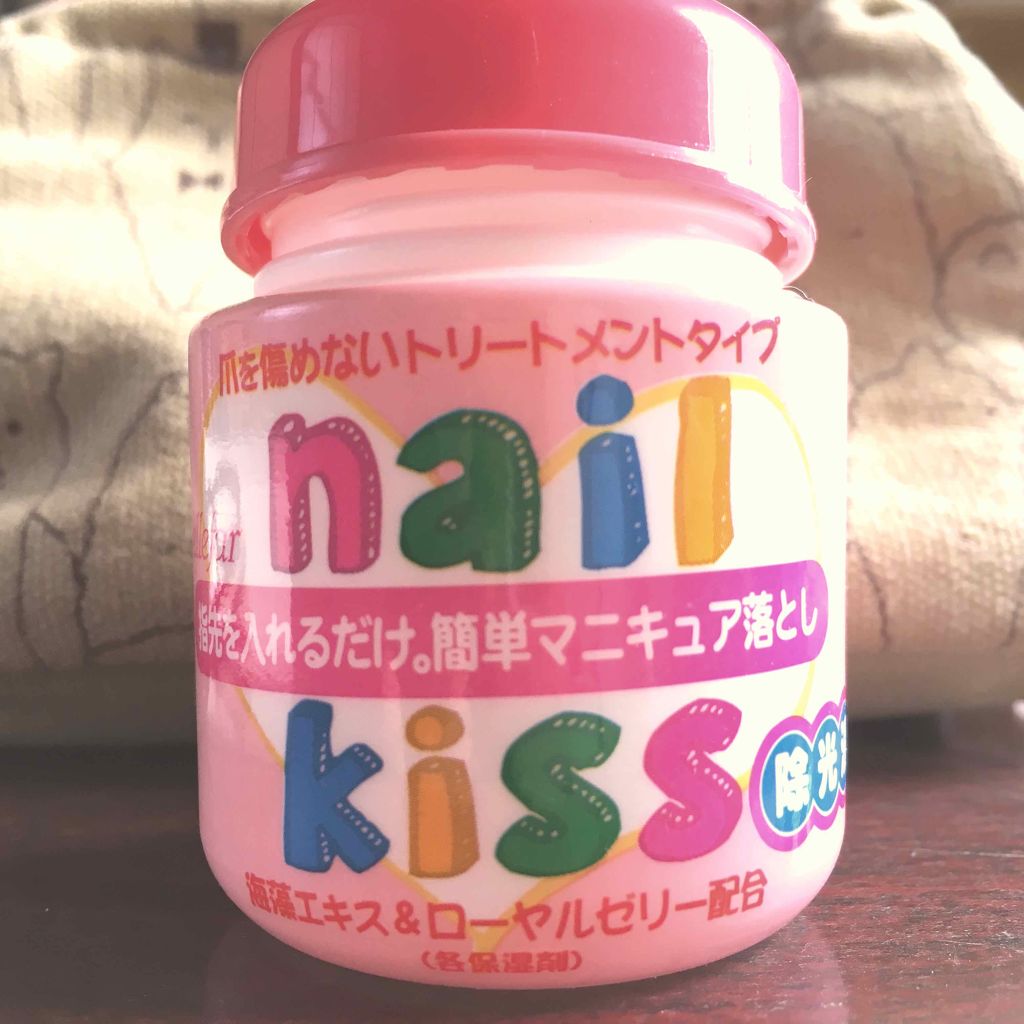 爪を傷めないトリートメントタイプ
nail
指先を入れるだけ。簡単マニキュア落とし
kiss
除光
海藻エキス&ローヤルゼリー配合
(各保湿剤)